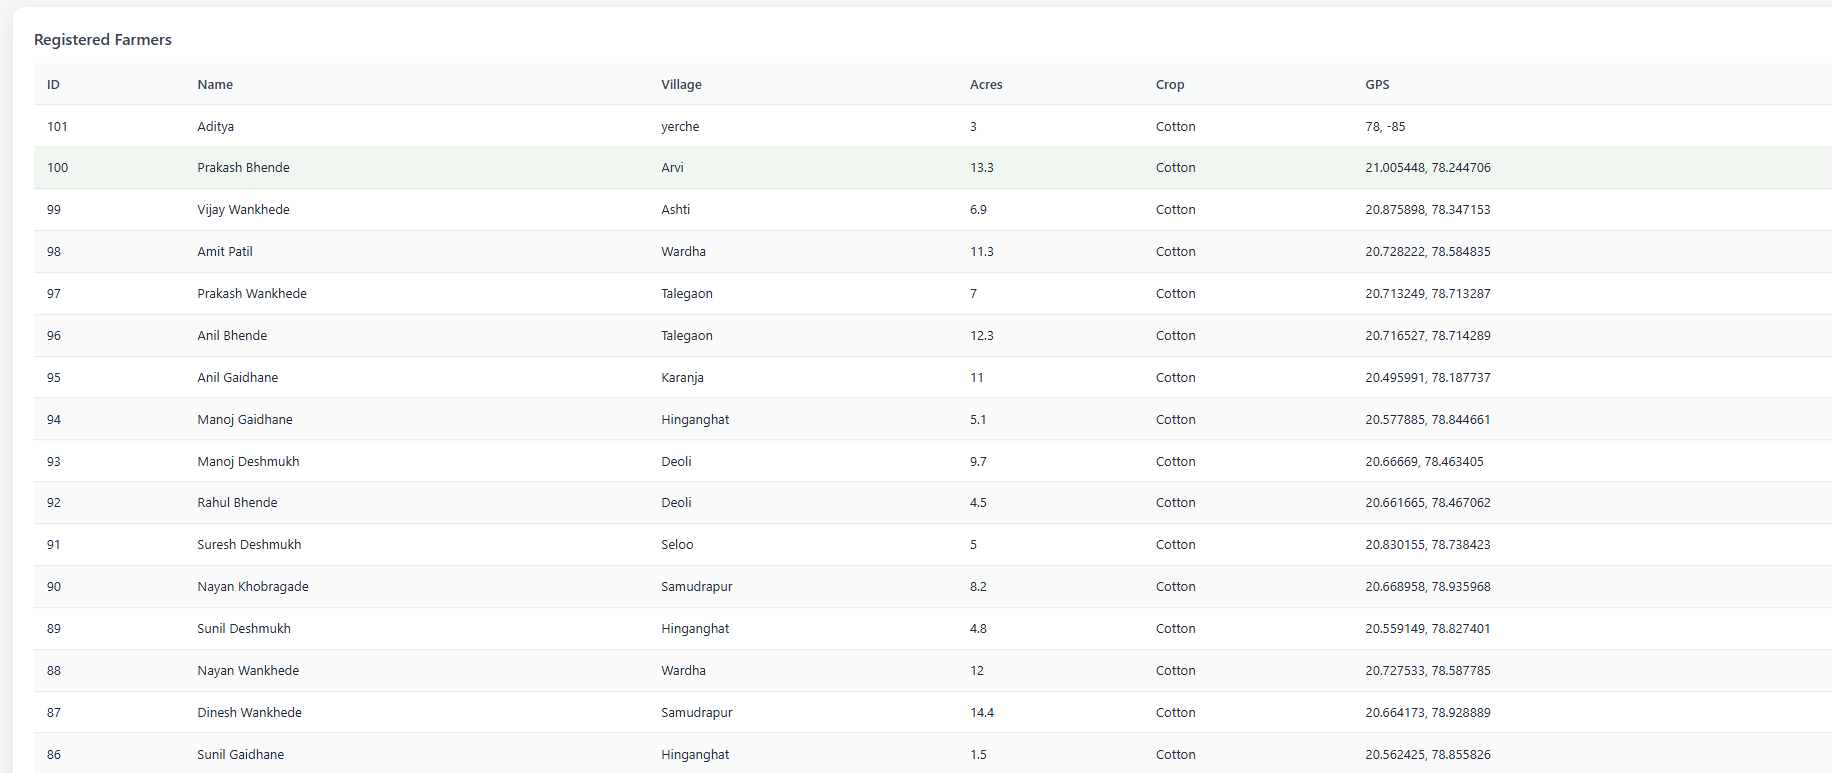 Registered Farmers
ID Name Village Acres Crop GPS
101 Aditya yerche 3 Cotton 78, -85
100 Prakash Bhende Arvi 13.3 Cotton 21.005448, 78.244706
99 Vijay Wankhede Ashti 6.9 Cotton 20.875898, 78.347153
98 Amit Patil Wardha 11.3 Cotton 20.728222, 78.584835
97 Prakash Wankhede Talegaon 7 Cotton 20.713249, 78.713287
96 Anil Bhende Talegaon 12.3 Cotton 20.716527, 78.714289
95 Anil Gaidhane Karanja 11 Cotton 20.495991, 78.187737
94 Manoj Gaidhane Hinganghat 5.1 Cotton 20.577885, 78.844661
93 Manoj Deshmukh Deoli 9.7 Cotton 20.66669, 78.463405
92 Rahul Bhende Deoli 4.5 Cotton 20.661665, 78.467062
91 Suresh Deshmukh Seloo 5 Cotton 20.830155, 78.738423
90 Nayan Khobragade Samudrapur 8.2 Cotton 20.668958, 78.935968
89 Sunil Deshmukh Hinganghat 4.8 Cotton 20.559149, 78.827401
88 Nayan Wankhede Wardha 12 Cotton 20.727533, 78.587785
87 Dinesh Wankhede Samudrapur 14.4 Cotton 20.664173, 78.928889
86 Sunil Gaidhane Hinganghat 1.5 Cotton 20.562425, 78.855826